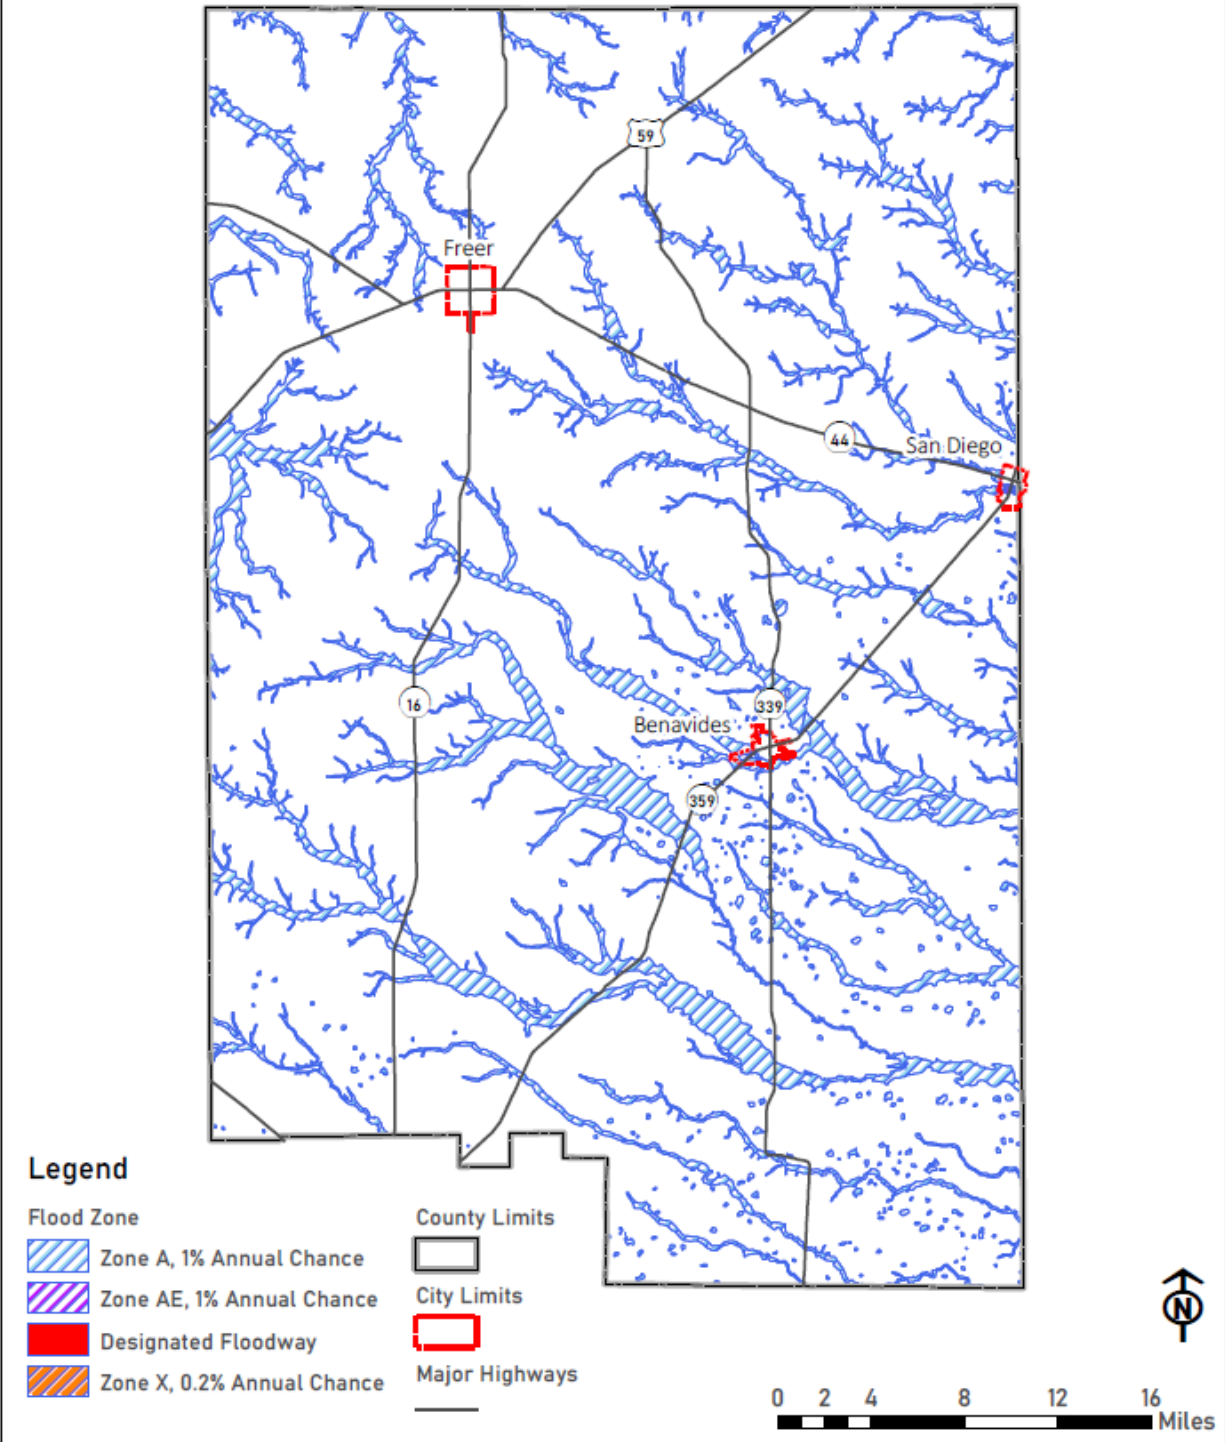 59
Freer
44
San Diego
16
339
Benavides
359
Legend
Flood Zone
Zone A, 1% Annual Chance
Zone AE, 1% Annual Chance
Designated Floodway
Zone X, 0.2% Annual Chance
County Limits
City Limits
Major Highways
N
0 2 4 8 12 16
Miles